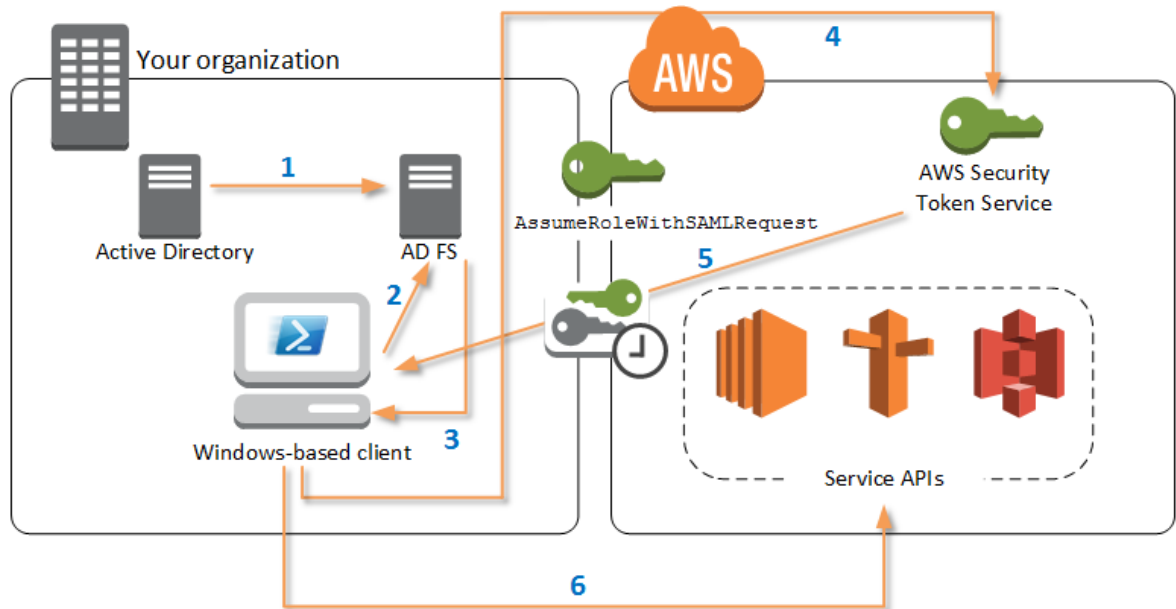 Your organization
AWS
4
1
AWS Security
Token Service
AssumeRoleWithSAMLRequest
Active Directory
AD FS
5
2
3
Windows-based client
Service APIs
6